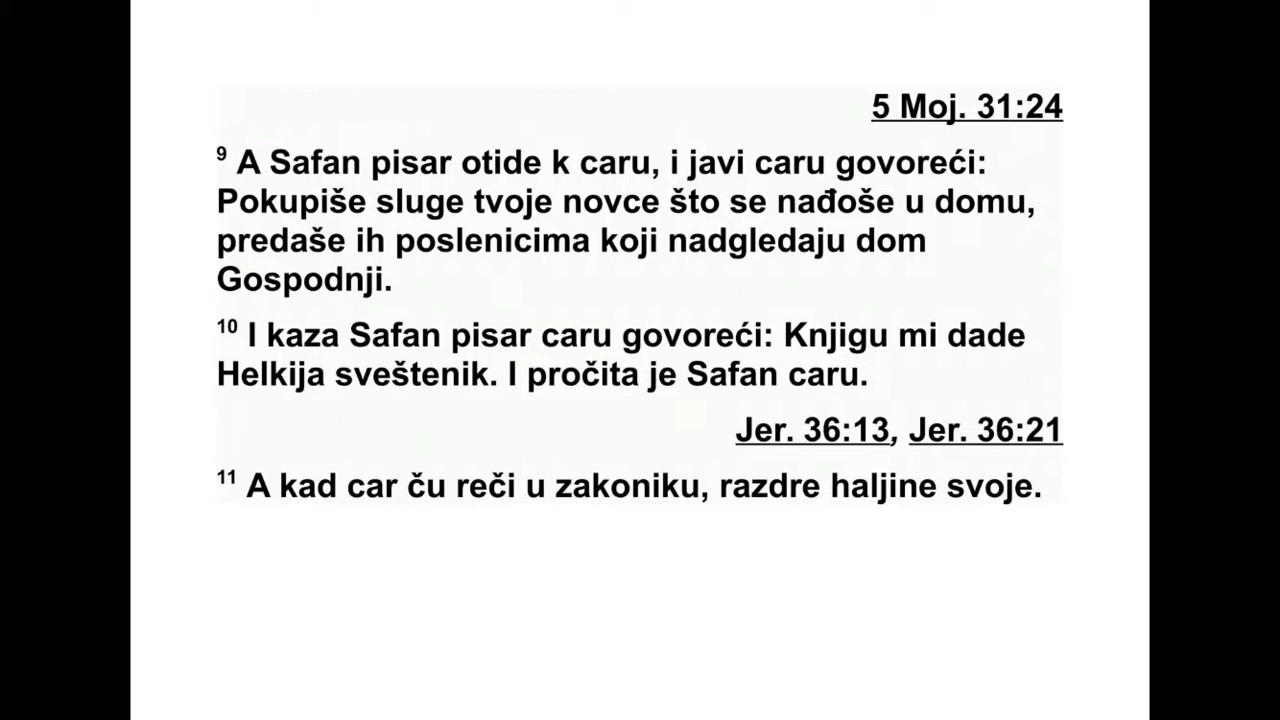 5 Moj. 31:24
9 A Safan pisar otide k caru, i javi caru govoreći:
Pokupiše sluge tvoje novce što se nađoše u domu,
predaše ih poslenicima koji nadgledaju dom
Gospodnji.
10 I kaza Safan pisar caru govoreći: Knjigu mi dade
Helkija sveštenik. I pročita je Safan caru.
Jer. 36:13, Jer. 36:21
11 A kad car ču reči u zakoniku, razdre haljine svoje.